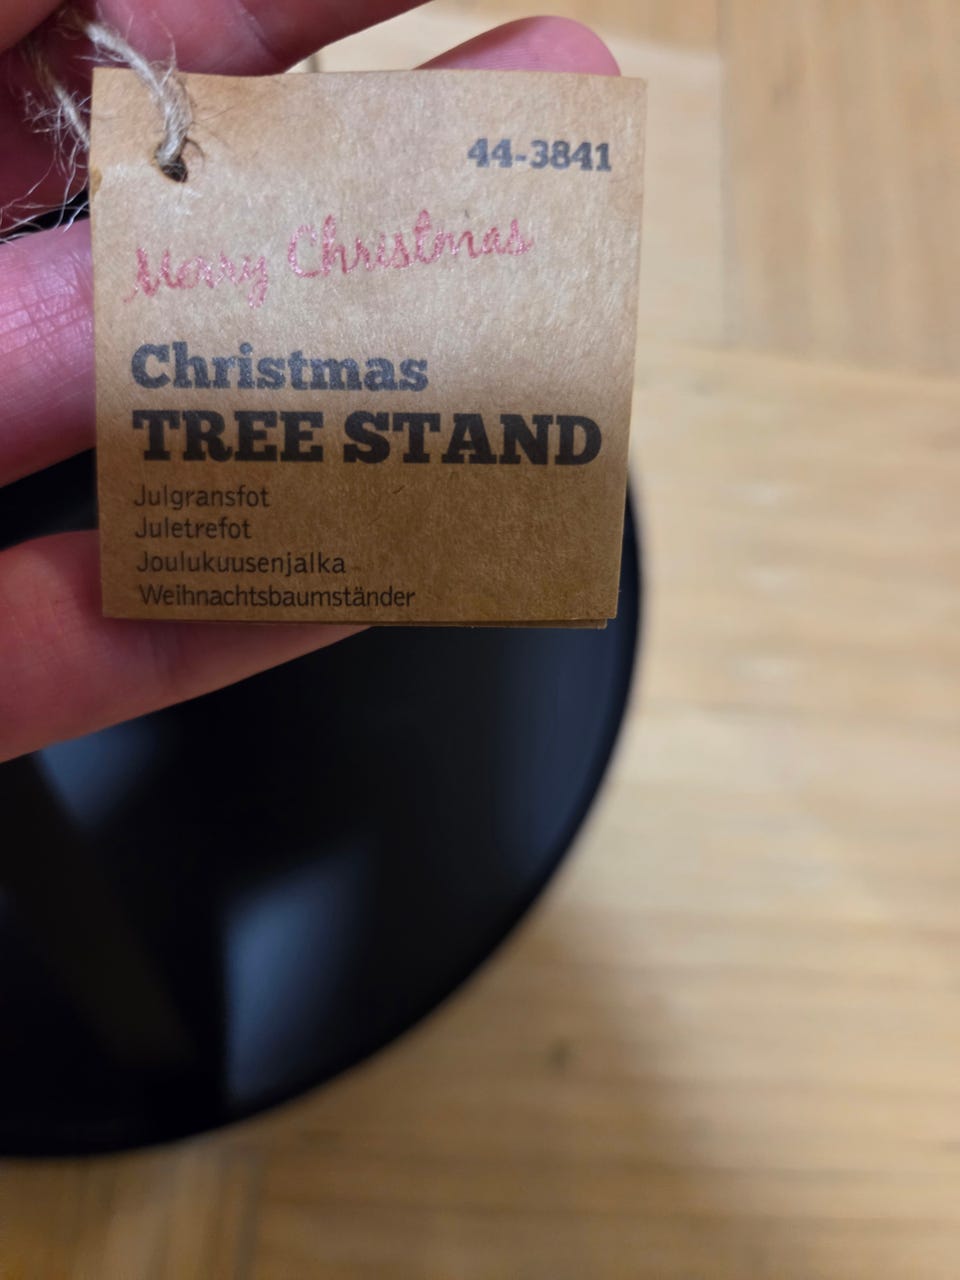 44-3841
Merry Christmas
Christmas
TREE STAND
Julgransfot
Juletrefot
Joulukuusenjalka
Weihnachtsbaumständer